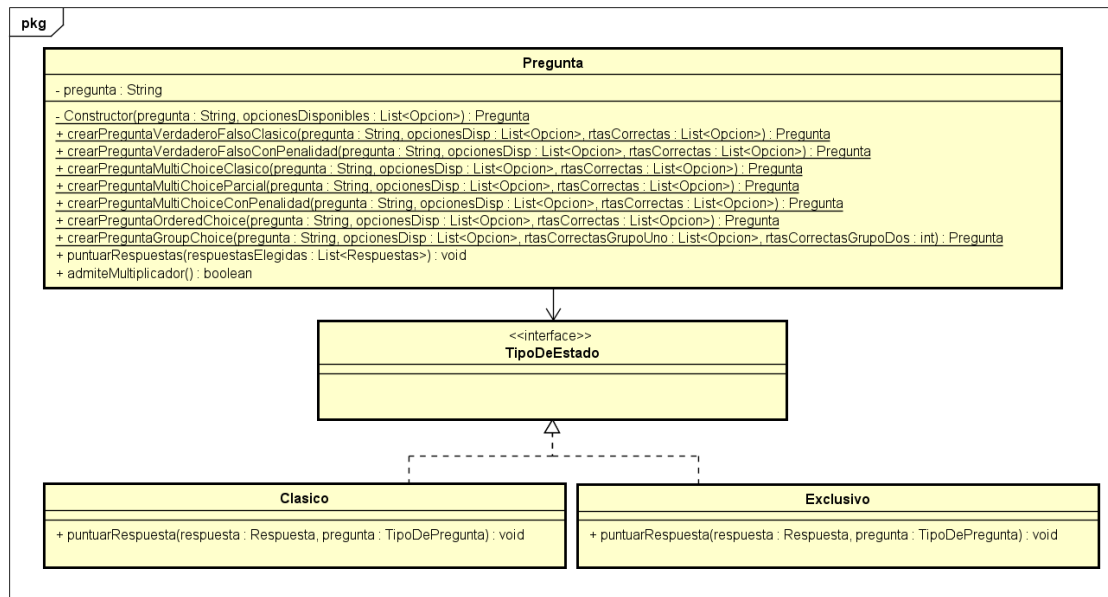 pkg
Pregunta
- pregunta : String
- Constructor(pregunta : String, opcionesDisponibles : List<Opcion>) : Pregunta
+ crearPreguntaVerdaderoFalsoClasico(pregunta : String, opcionesDisp : List<Opcion>, rtasCorrectas : List<Opcion>) : Pregunta
+ crearPreguntaVerdaderoFalsoConPenalidad(pregunta : String, opcionesDisp : List<Opcion>, rtasCorrectas : List<Opcion>) : Pregunta
+ crearPreguntaMultiChoiceClasico(pregunta : String, opcionesDisp : List<Opcion>, rtasCorrectas : List<Opcion>) : Pregunta
+ crearPreguntaMultiChoiceParcial(pregunta : String, opcionesDisp : List<Opcion>, rtasCorrectas : List<Opcion>) : Pregunta
+ crearPreguntaMultiChoiceConPenalidad(pregunta : String, opcionesDisp : List<Opcion>, rtasCorrectas : List<Opcion>) : Pregunta
+ crearPreguntaOrderedChoice(pregunta : String, opcionesDisp : List<Opcion>, rtasCorrectas : List<Opcion>) : Pregunta
+ crearPreguntaGroupChoice(pregunta : String, opcionesDisp : List<Opcion>, rtasCorrectasGrupoUno : List<Opcion>, rtasCorrectasGrupoDos : int) : Pregunta
+ puntuarRespuestas(respuestasElegidas : List<Respuestas>) : void
+ admiteMultiplicador() : boolean
<<interface>>
TipoDeEstado
Clasico
+ puntuarRespuesta(respuesta : Respuesta, pregunta : TipoDePregunta) : void
Exclusivo
+ puntuarRespuesta(respuesta : Respuesta, pregunta : TipoDePregunta) : void